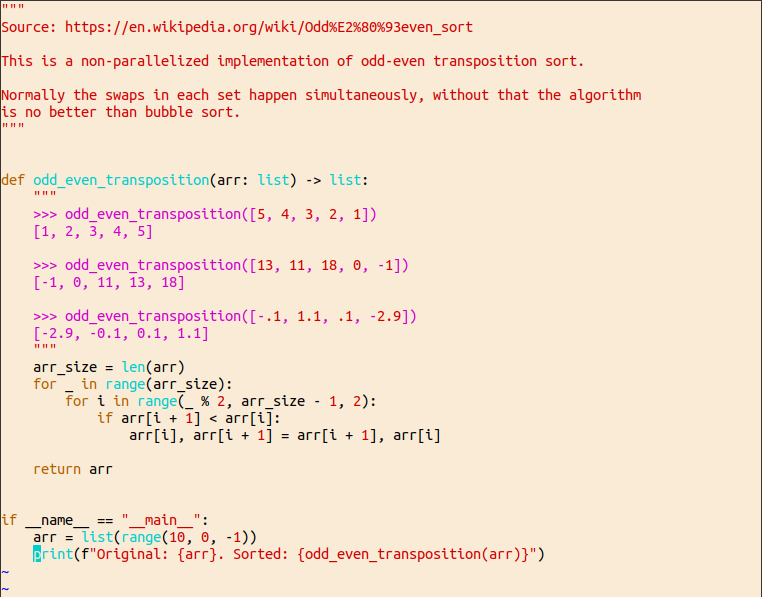 """
Source: https://en.wikipedia.org/wiki/Odd%E2%80%93even_sort

This is a non-parallelized implementation of odd-even transposition sort.

Normally the swaps in each set happen simultaneously, without that the algorithm
is no better than bubble sort.
"""


def odd_even_transposition(arr: list) -> list:
    """
    >>> odd_even_transposition([5, 4, 3, 2, 1])
    [1, 2, 3, 4, 5]

    >>> odd_even_transposition([13, 11, 18, 0, -1])
    [-1, 0, 11, 13, 18]

    >>> odd_even_transposition([-.1, 1.1, .1, -2.9])
    [-2.9, -0.1, 0.1, 1.1]
    """
    arr_size = len(arr)
    for _ in range(arr_size):
        for i in range(_ % 2, arr_size - 1, 2):
            if arr[i + 1] < arr[i]:
                arr[i], arr[i + 1] = arr[i + 1], arr[i]

    return arr


if __name__ == "__main__":
    arr = list(range(10, 0, -1))
    print(f"Original: {arr}. Sorted: {odd_even_transposition(arr)}")
~
~